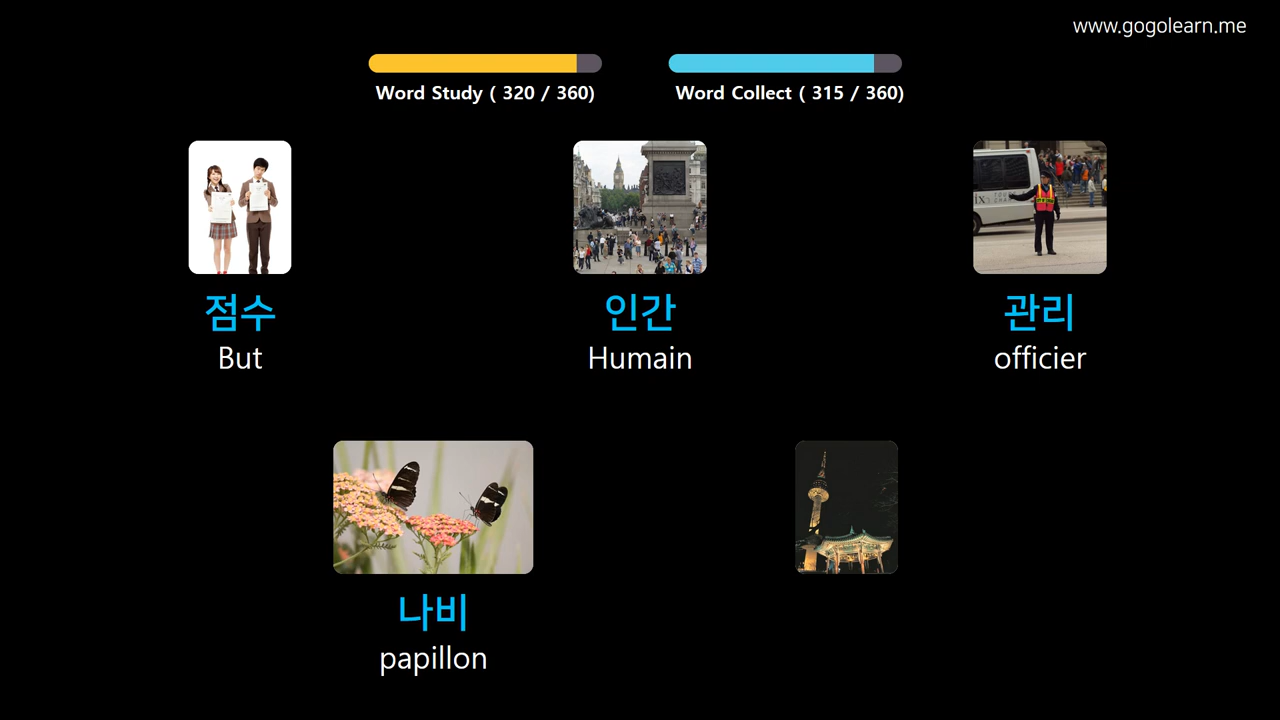 www.gogolearn.me
Word Study ( 320 / 360)
Word Collect ( 315 / 360)
점수
But
인간
Humain
관리
officier
나비
papillon